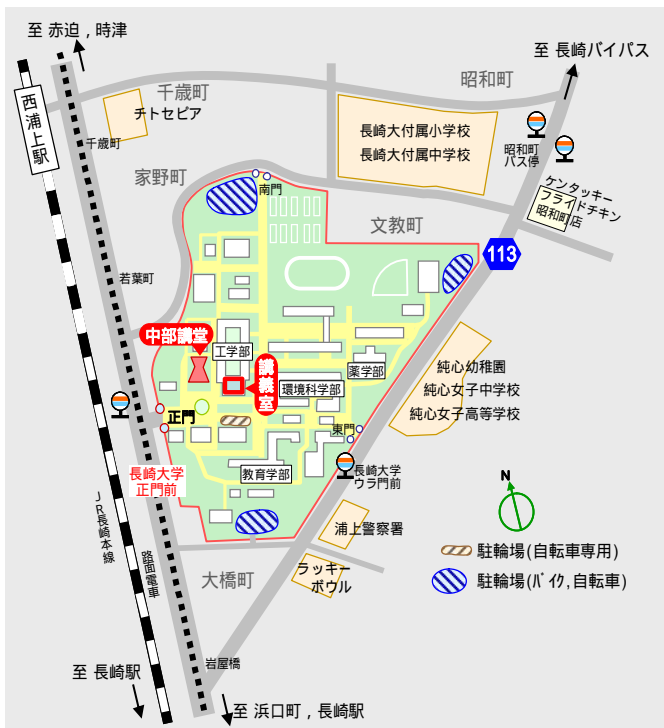 至 赤迫 , 時津
至 長崎バイパス
昭和町
千歳町
チトセピア
西浦上駅
千歳町
長崎大付属小学校
長崎大付属中学校
昭和町
バス停
家野町
南門
ケンタッキー
フライドチキン
昭和町店
文教町
113
若葉町
中部講堂
工学部
講義室
薬学部
環境科学部
純心幼稚園
純心女子中学校
純心女子高等学校
正門
東門
長崎大学
正門前
教育学部
長崎大学
ウラ門前
N
JR長崎本線
路面電車
浦上警察署
駐輪場(自転車専用)
大橋町
ラッキー
ボウル
駐輪場(バイク,自転車)
岩屋橋
至 長崎駅
至 浜口町 , 長崎駅